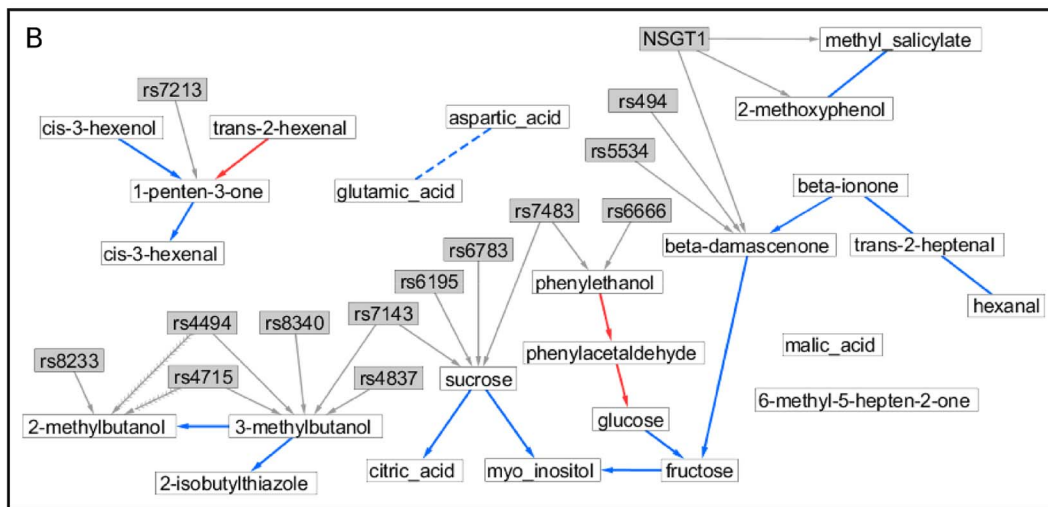 B
NSGT1
methyl_salicylate
rs7213
2-methoxyphenol
rs494
cis-3-hexenol
trans-2-hexenal
aspartic_acid
rs5534
1-penten-3-one
glutamic_acid
beta-ionone
rs7483
rs6666
cis-3-hexenal
rs6783
beta-damascenone
trans-2-heptenal
rs6195
phenylethanol
hexanal
rs4494
rs8340
rs7143
malic_acid
rs8233
phenylacetaldehyde
rs4715
rs4837
sucrose
6-methyl-5-hepten-2-one
2-methylbutanol
3-methylbutanol
glucose
2-isobutylthiazole
citric_acid
myo_inositol
fructose